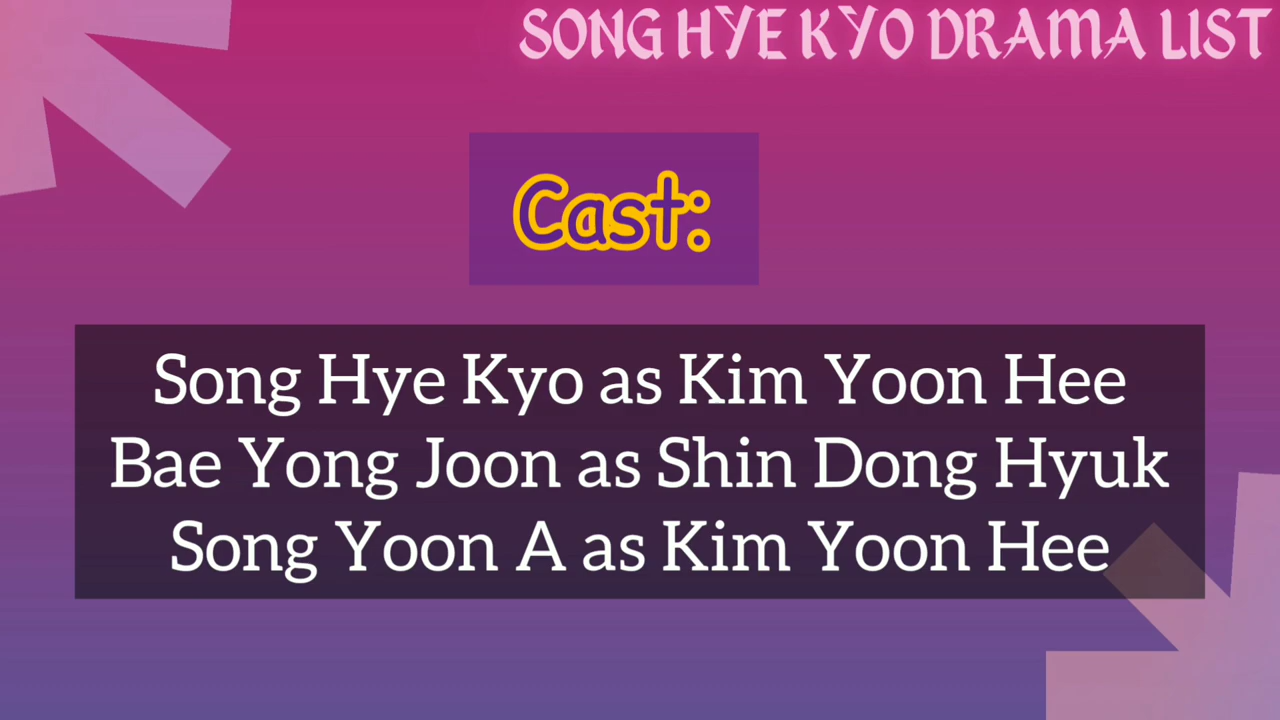 SONG HYE KYO DRAMA LIST
Cast:
Song Hye Kyo as Kim Yoon Hee
Bae Yong Joon as Shin Dong Hyuk
Song Yoon A as Kim Yoon Hee